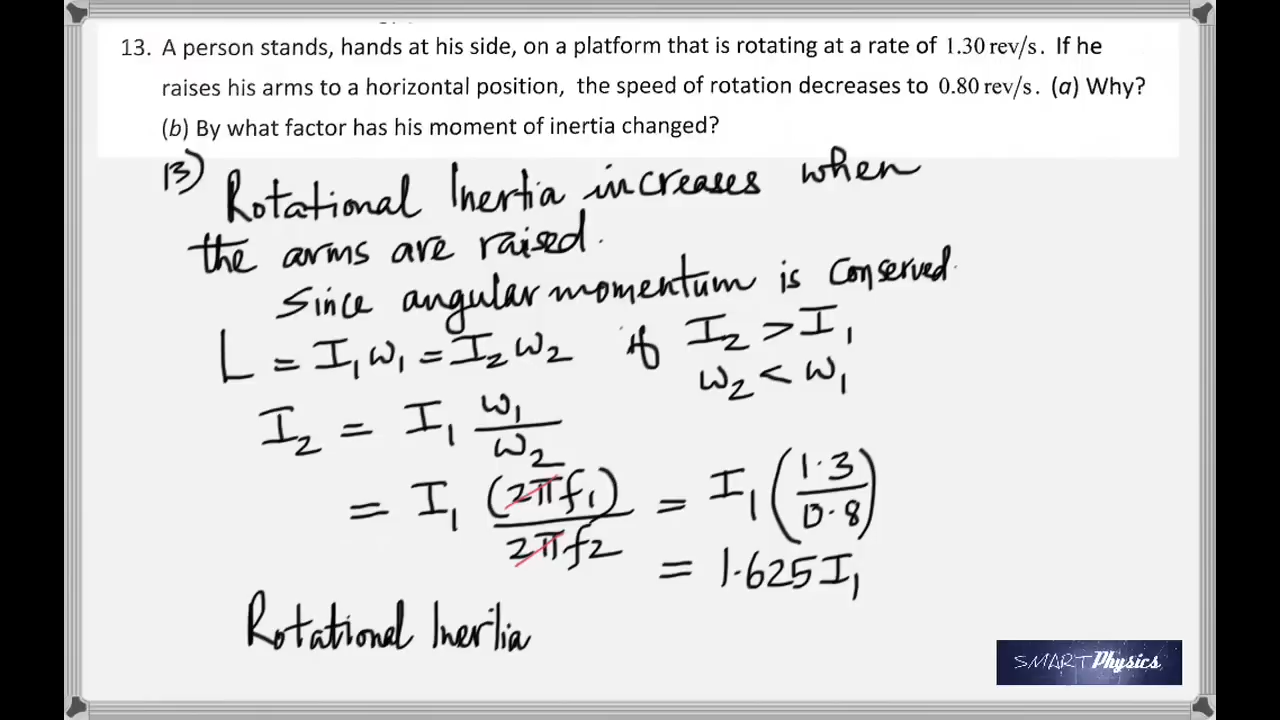 13. A person stands, hands at his side, on a platform that is rotating at a rate of 1.30 rev/s. If he
raises his arms to a horizontal position, the speed of rotation decreases to 0.80 rev/s. (a) Why?
(b) By what factor has his moment of inertia changed?
13) Rotational Inertia increases when
the arms are raised.
Since angular momentum is conserved.
L = I₁ω₁ = I₂ω₂ if I₂ > I₁
ω₂ < ω₁
I₂ = I₁ ω₁/ω₂
= I₁ (2πf₁)/2πf2 = I₁ (1.3/0.8)
= 1.625I₁
Rotational Inertia
SMART Physics